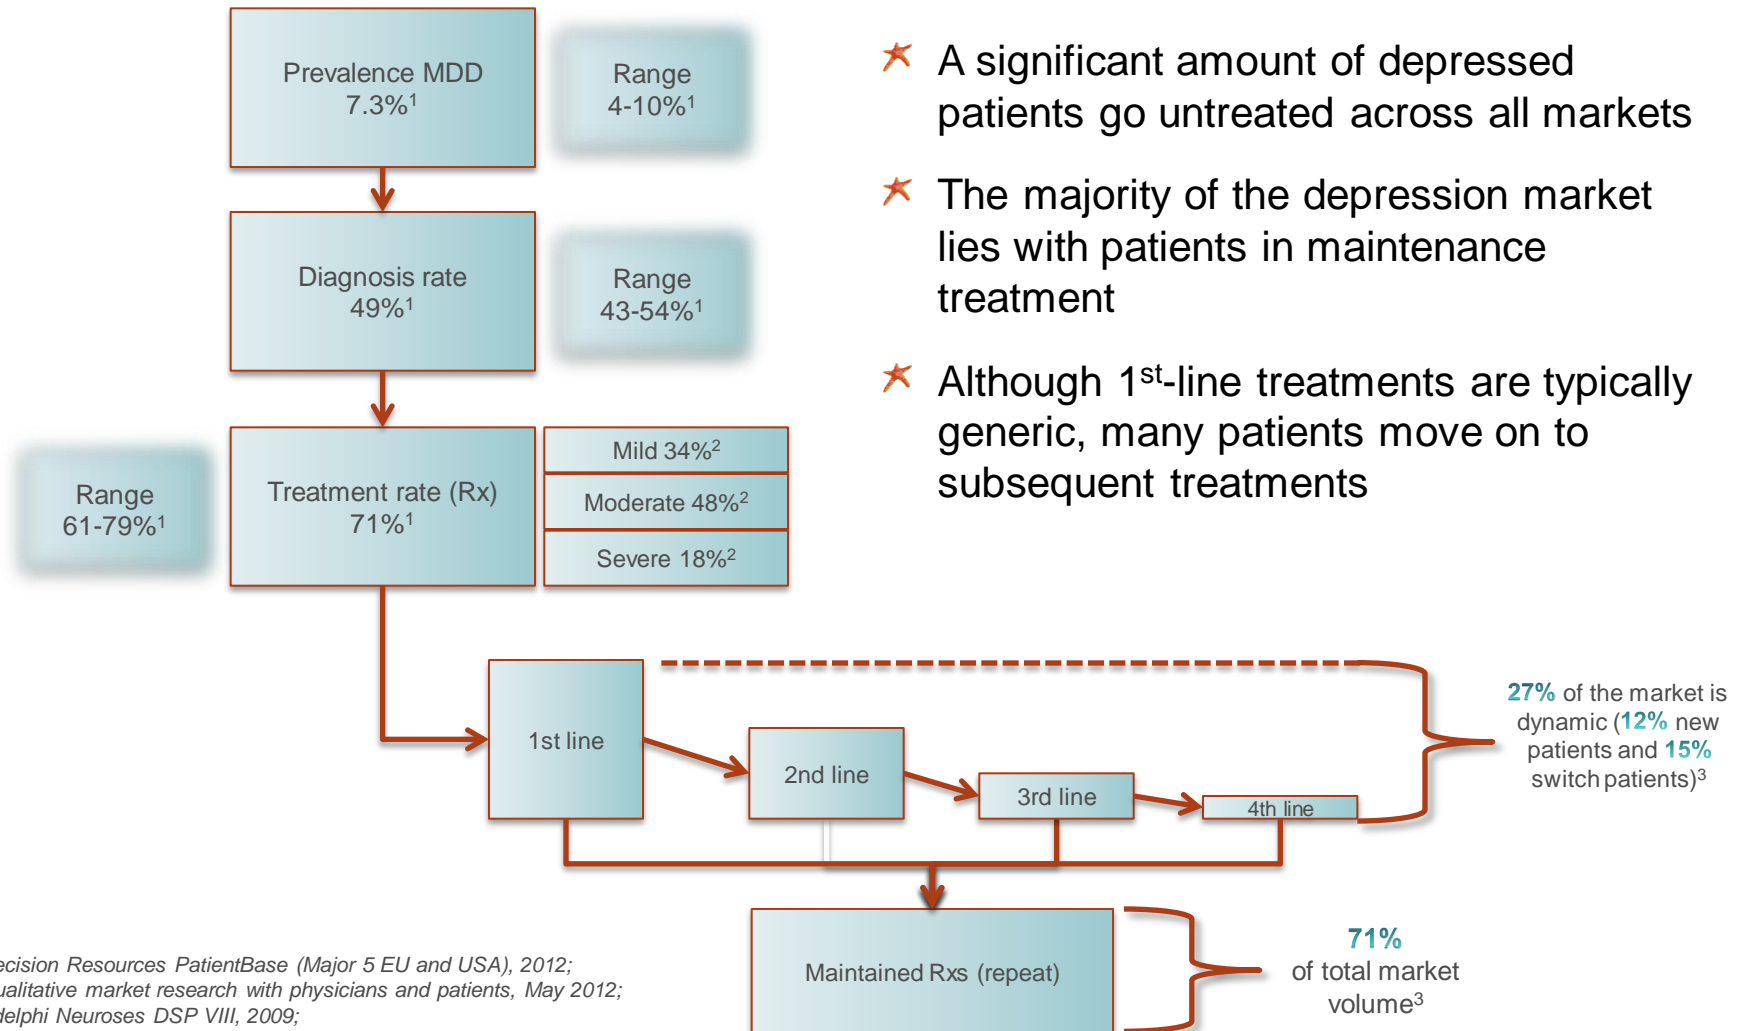 Prevalence MDD
7.3%¹
Range
4-10%¹
Diagnosis rate
49%¹
Range
43-54%¹
Range
61-79%¹
Treatment rate (Rx)
71%¹
Mild 34%²
Moderate 48%²
Severe 18%²
A significant amount of depressed
patients go untreated across all markets
The majority of the depression market
lies with patients in maintenance
treatment
Although 1st-line treatments are typically
generic, many patients move on to
subsequent treatments
1st line
2nd line
3rd line
4th line
27% of the market is
dynamic (12% new
patients and 15%
switch patients)³
Maintained Rxs (repeat)
71%
of total market
volume³
ecision Resources PatientBase (Major 5 EU and USA), 2012;
ualitative market research with physicians and patients, May 2012;
delphi Neuroses DSP VIII, 2009;